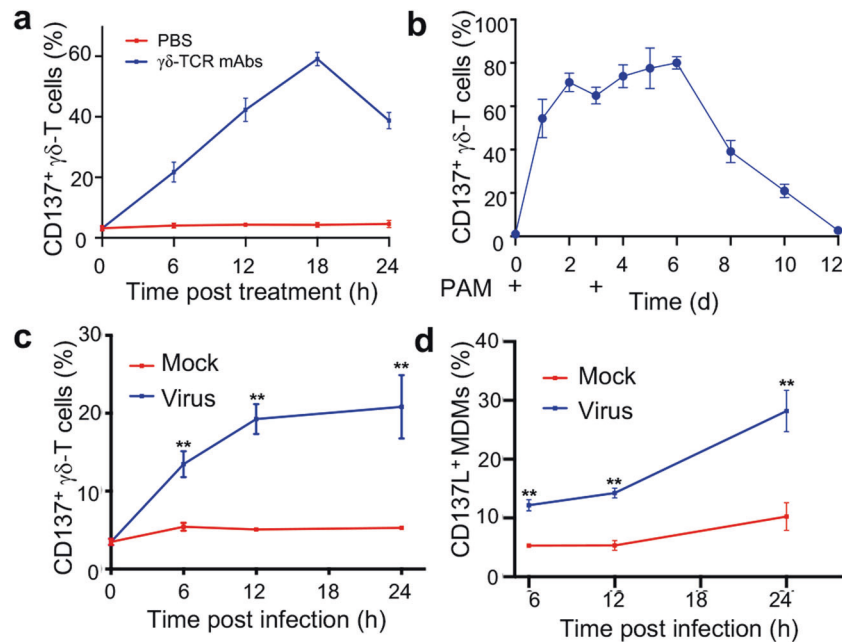 a
PBS
γδ-TCR mAbs
CD137⁺ γδ-T cells (%)
60
40
20
0
0 6 12 18 24
Time post treatment (h)
b
CD137⁺ γδ-T cells (%)
100
80
60
40
20
0
0 2 4 6 8 10 12
PAM + +
Time (d)
c
Mock
Virus
CD137⁺ γδ-T cells (%)
30
20
10
0
** ** **
0 6 12 18 24
Time post infection (h)
d
Mock
Virus
CD137L⁺ MDMs (%)
40
30
20
10
0
** ** **
6 12 18 24
Time post infection (h)